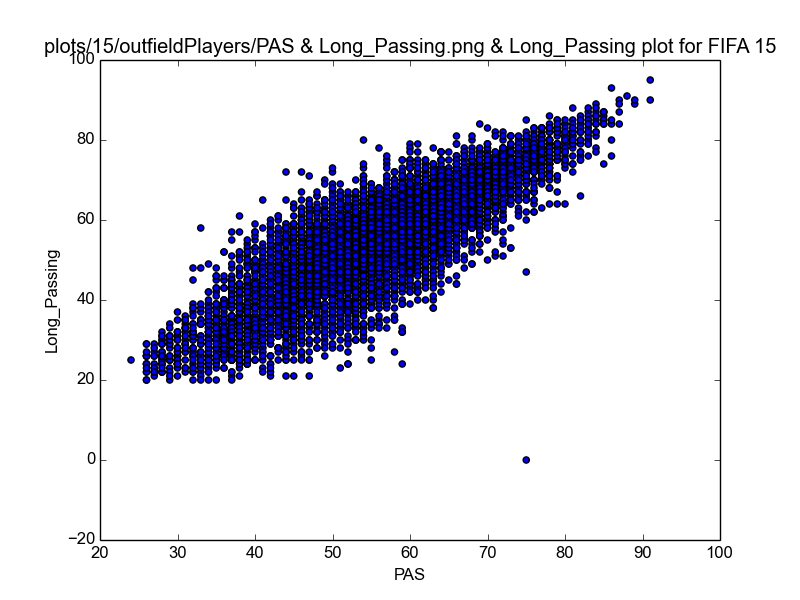 plots/15/outfieldPlayers/PAS & Long_Passing.png & Long_Passing plot for FIFA 15
100
80
60
40
20
0
−20
Long_Passing
20 30 40 50 60 70 80 90 100
PAS